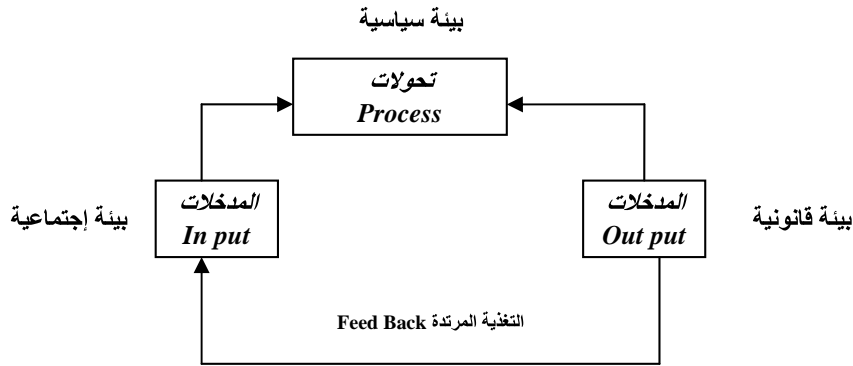 بيئة سياسية
تحولات
Process
المدخلات
In put
بيئة إجتماعية
المدخلات
Out put
بيئة قانونية
التغذية المرتدة Feed Back